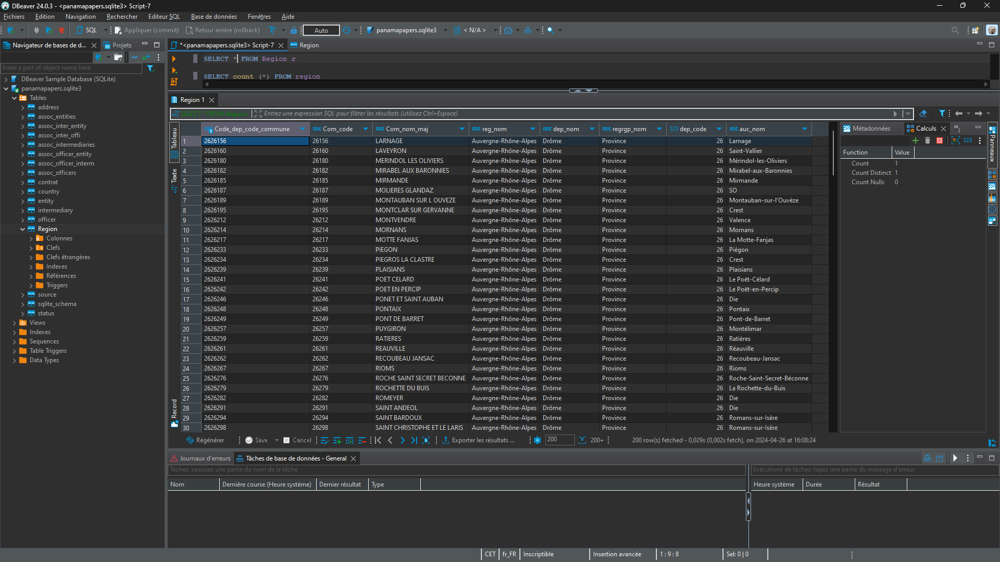 DBeaver 24.0.3 - <panamapapers.sqlite3> Script-7
Fichiers Edition Navigation Rechercher Editeur SQL Base de données Fenêtres Aide
SQL Appliquer (commit) Retour arrière (rollback) Auto panamapapers.sqlite3 < N/A >
Navigateur de bases de d... Projets
*<panamapapers.sqlite3> Script-7 Region
Enter a part of object name here
DBeaver Sample Database (SQLite)
panamapapers.sqlite3
Tables
address
assoc_entities
assoc_inter_entity
assoc_inter_offi
assoc_intermediaries
assoc_officer_entity
assoc_officer_interm
assoc_officers
contrat
country
entity
intermediary
officer
Region
Colonnes
Clefs
Clefs étrangères
Indexes
Références
Triggers
source
sqlite_schema
status
Views
Indexes
Sequences
Table Triggers
Data Types
SELECT * FROM Region r
SELECT count (*) FROM region
Region 1
SELECT * FROM Region r Entrez une expression SQL pour filtrer les résultats (utilisez Ctrl+Espace)
Tableau
Texte
Record
Code_dep_code_commune ABC Com_code ABC Com_nom_maj ABC reg_nom ABC dep_nom ABC regrgp_nom 123 dep_code ABC auc_nom
1 2626156 26156 LARNAGE Auvergne-Rhône-Alpes Drôme Province 26 Larnage
2 2626160 26160 LAVEYRON Auvergne-Rhône-Alpes Drôme Province 26 Saint-Vallier
3 2626180 26180 MERINDOL LES OLIVIERS Auvergne-Rhône-Alpes Drôme Province 26 Mérindol-les-Oliviers
4 2626182 26182 MIRABEL AUX BARONNIES Auvergne-Rhône-Alpes Drôme Province 26 Mirabel-aux-Baronnies
5 2626185 26185 MIRMANDE Auvergne-Rhône-Alpes Drôme Province 26 Mirmande
6 2626187 26187 MOLIERES GLANDAZ Auvergne-Rhône-Alpes Drôme Province 26 SO
7 2626189 26189 MONTAUBAN SUR L OUVEZE Auvergne-Rhône-Alpes Drôme Province 26 Montauban-sur-l'Ouvèze
8 2626195 26195 MONTCLAR SUR GERVANNE Auvergne-Rhône-Alpes Drôme Province 26 Crest
9 2626212 26212 MONTVENDRE Auvergne-Rhône-Alpes Drôme Province 26 Valence
10 2626214 26214 MORNANS Auvergne-Rhône-Alpes Drôme Province 26 Mornans
11 2626217 26217 MOTTE FANJAS Auvergne-Rhône-Alpes Drôme Province 26 La Motte-Fanjas
12 2626233 26233 PIEGON Auvergne-Rhône-Alpes Drôme Province 26 Piégon
13 2626234 26234 PIEGROS LA CLASTRE Auvergne-Rhône-Alpes Drôme Province 26 Crest
14 2626239 26239 PLAISIANS Auvergne-Rhône-Alpes Drôme Province 26 Plaisians
15 2626241 26241 POET CELARD Auvergne-Rhône-Alpes Drôme Province 26 Le Poët-Célard
16 2626242 26242 POET EN PERCIP Auvergne-Rhône-Alpes Drôme Province 26 Le Poët-en-Percip
17 2626246 26246 PONET ET SAINT AUBAN Auvergne-Rhône-Alpes Drôme Province 26 Die
18 2626248 26248 PONTAIX Auvergne-Rhône-Alpes Drôme Province 26 Pontaix
19 2626249 26249 PONT DE BARRET Auvergne-Rhône-Alpes Drôme Province 26 Pont-de-Barret
20 2626257 26257 PUYGIRON Auvergne-Rhône-Alpes Drôme Province 26 Montélimar
21 2626259 26259 RATIERES Auvergne-Rhône-Alpes Drôme Province 26 Ratières
22 2626261 26261 REAUVILLE Auvergne-Rhône-Alpes Drôme Province 26 Réauville
23 2626262 26262 RECOUBEAU JANSAC Auvergne-Rhône-Alpes Drôme Province 26 Recoubeau-Jansac
24 2626267 26267 RIOMS Auvergne-Rhône-Alpes Drôme Province 26 Rioms
25 2626276 26276 ROCHE SAINT SECRET BECONNE Auvergne-Rhône-Alpes Drôme Province 26 Roche-Saint-Secret-Béconne
26 2626279 26279 ROCHETTE DU BUIS Auvergne-Rhône-Alpes Drôme Province 26 La Rochette-du-Buis
27 2626282 26282 ROMEYER Auvergne-Rhône-Alpes Drôme Province 26 Die
28 2626291 26291 SAINT ANDEOL Auvergne-Rhône-Alpes Drôme Province 26 Die
29 2626294 26294 SAINT BARDOUX Auvergne-Rhône-Alpes Drôme Province 26 Romans-sur-Isère
30 2626298 26298 SAINT CHRISTOPHE ET LE LARIS Auvergne-Rhône-Alpes Drôme Province 26 Romans-sur-Isère
Métadonnées Calculs 3
123
Function Value
Count 1
Count Distinct 1
Count Nulls 0
Panneaux
Régénérer Save Cancel Exporter les résultats ... 200 200+ 200 row(s) fetched - 0,029s (0,002s fetch), on 2024-04-26 at 16:08:24
Journaux d'erreurs Tâches de base de données - General
Tâches: saisissez une partie du nom de la tâche
Exécutions de tâches: tapez une partie du message d'erreur
Nom Derniére course (Heure système) Dernier résultat Type
Heure système Durée Résultat
CET fr_FR Inscriptible Insertion avancée 1 : 9 : 8 Sel: 0 | 0